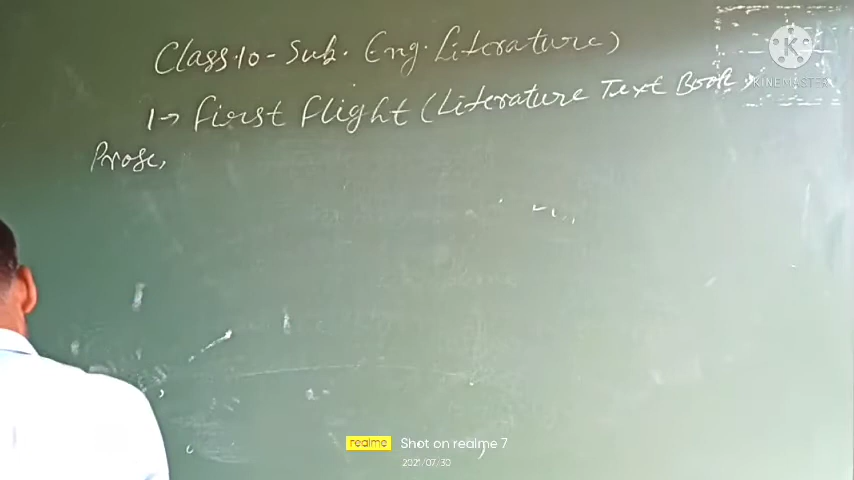 Class.10 - Sub. Eng. Literature)
1→ First flight (Literature Text Book)
Prose,
KINEMASTER
realme Shot on realme 7
2021/07/30